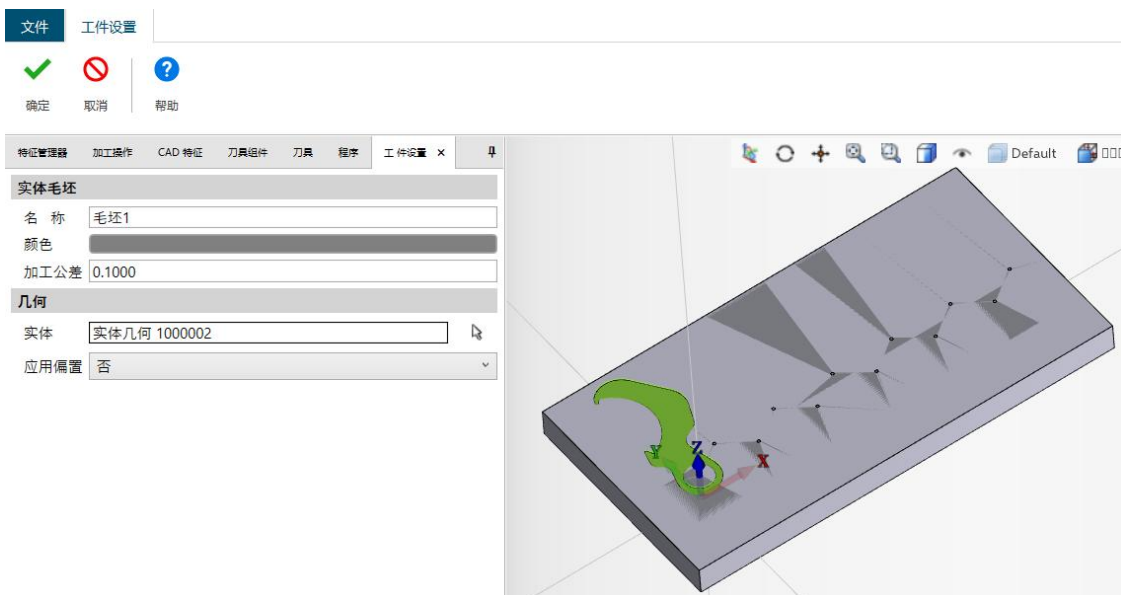 文件 工件设置
确定 取消 帮助
特征管理器 加工操作 CAD 特征 刀具组件 刀具 程序 工件设置 ×
Default
实体毛坯
名 称 毛坯1
颜色
加工公差 0.1000
几何
实体 实体几何 1000002
应用偏置 否
Z
Y
X